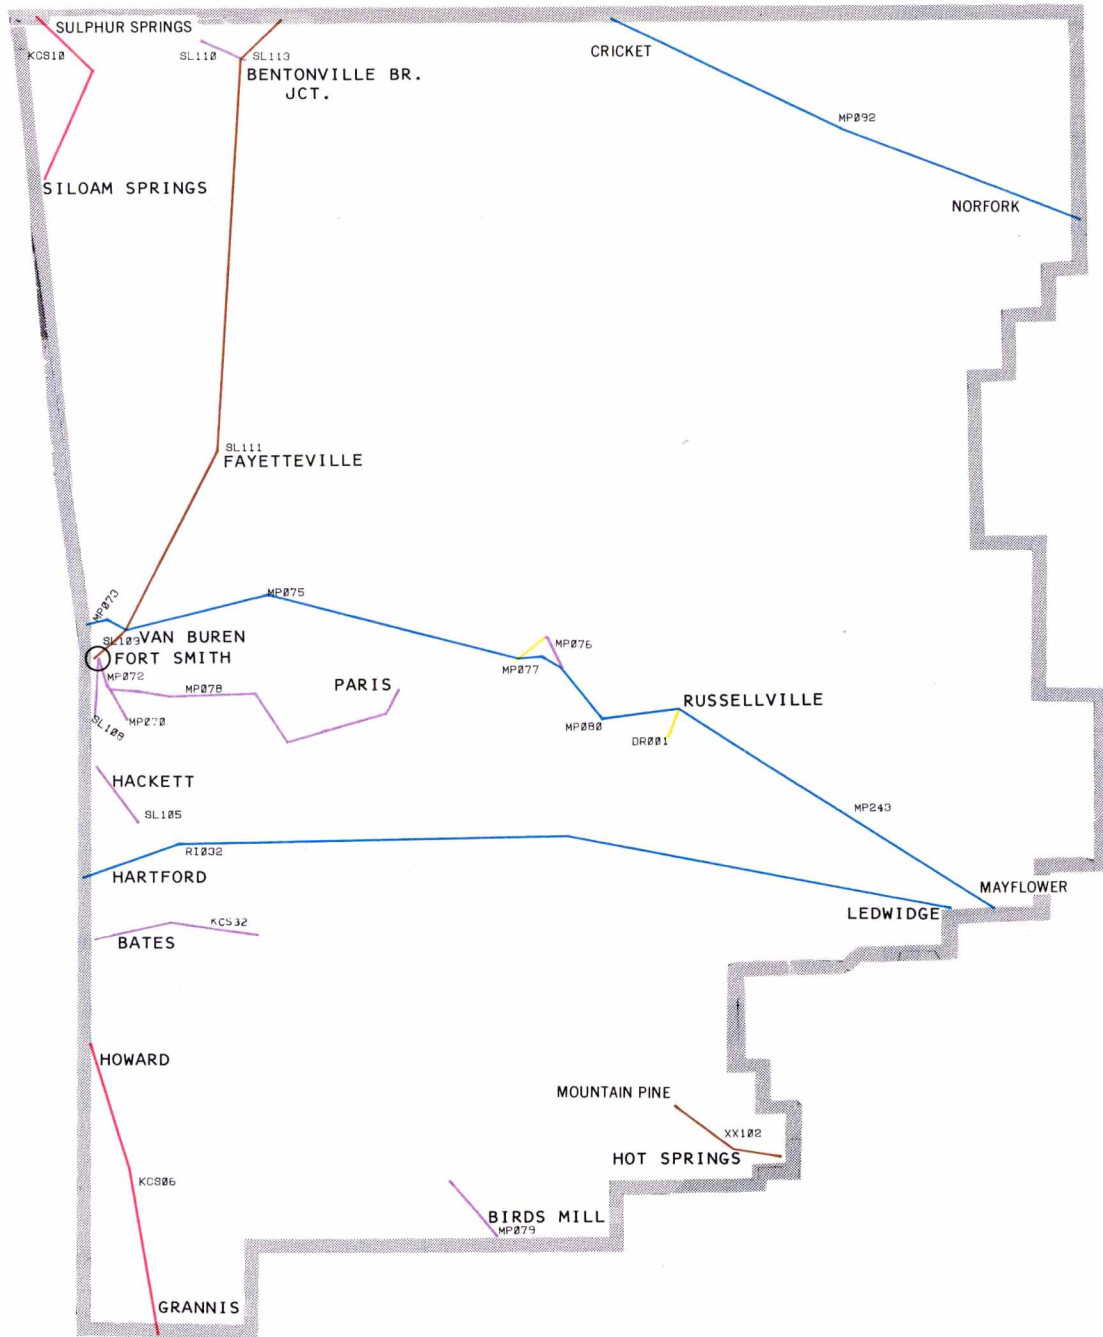 SULPHUR SPRINGS
KCS10
SL110
SL113
BENTONVILLE BR.
JCT.
CRICKET
MP092
SILOAM SPRINGS
NORFORK
SL111
FAYETTEVILLE
MP073
MP075
SL109
VAN BUREN
FORT SMITH
MP076
MP077
MP072
MP078
PARIS
RUSSELLVILLE
SL108
MP070
MP080
DR001
HACKETT
SL105
MP243
RI032
HARTFORD
MAYFLOWER
LEDWIDGE
KCS32
BATES
HOWARD
MOUNTAIN PINE
XX102
HOT SPRINGS
KCS06
BIRDS MILL
MP079
GRANNIS